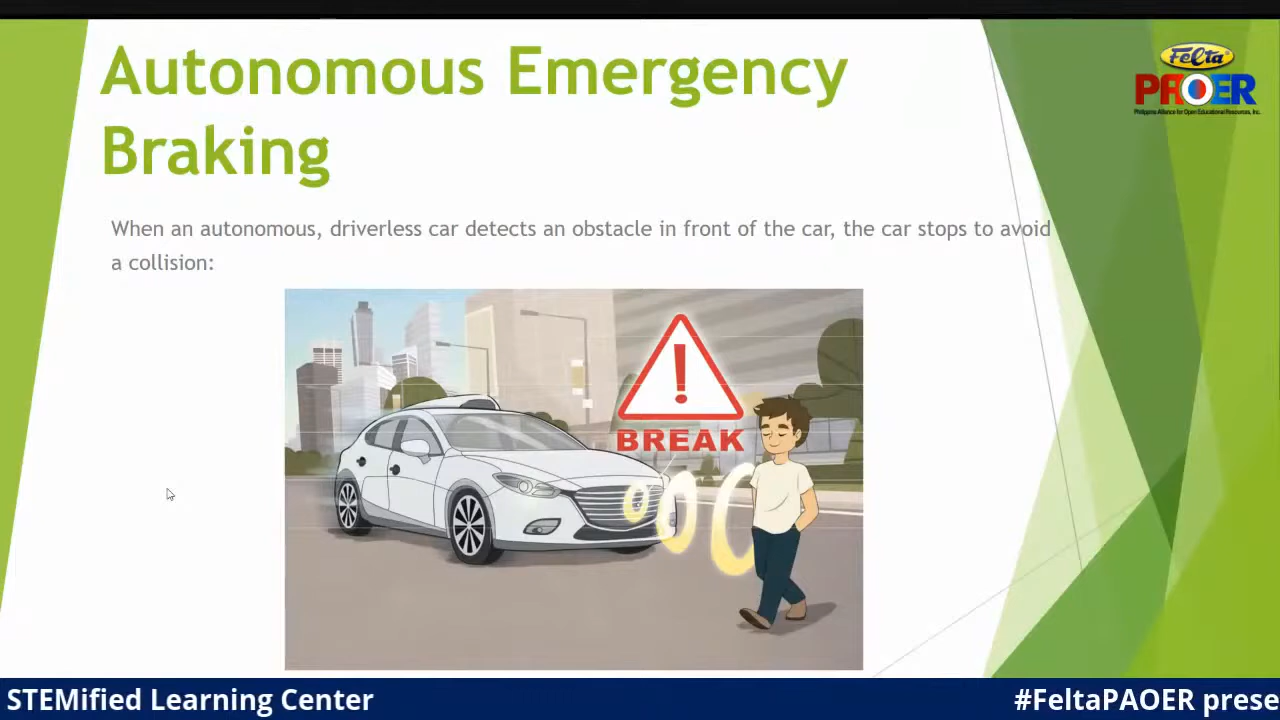 Autonomous Emergency
Braking
Felta
PAOER
Philippine Alliance for Open Educational Resources, Inc.
When an autonomous, driverless car detects an obstacle in front of the car, the car stops to avoid
a collision:
!
BREAK
STEMified Learning Center
#FeltaPAOER prese